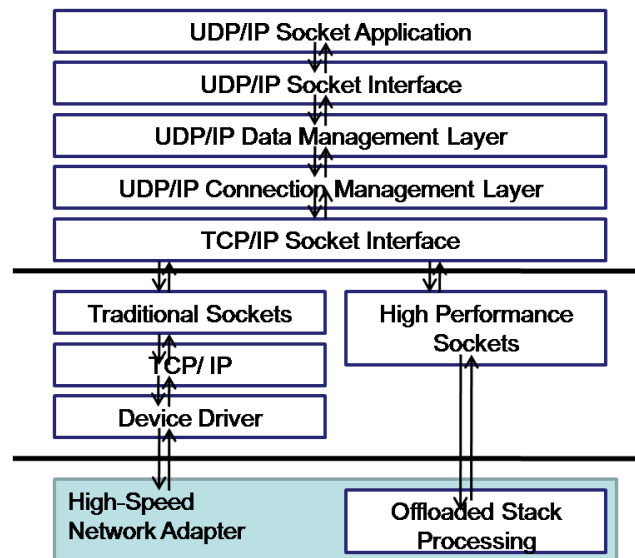 UDP/IP Socket Application
UDP/IP Socket Interface
UDP/IP Data Management Layer
UDP/IP Connection Management Layer
TCP/IP Socket Interface
Traditional Sockets
TCP/ IP
Device Driver
High Performance
Sockets
High-Speed
Network Adapter
Offloaded Stack
Processing